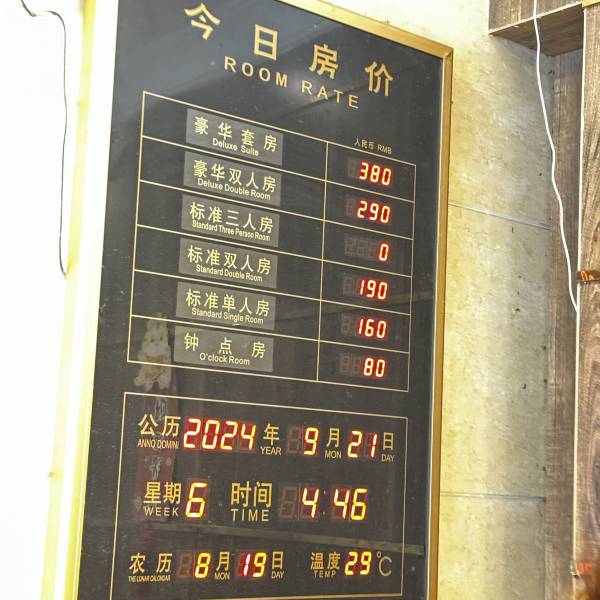 今日房价
ROOM RATE
人民币 RMB
豪华套房
Deluxe Suite
380
豪华双人房
Deluxe Double Room
290
标准三人房
Standard Three Person Room
0
标准双人房
Standard Double Room
190
标准单人房
Standard Single Room
160
钟点房
O'clock Room
80
公历 2024 年 9 月 21 日
ANNO DOMINI YEAR MON DAY
星期 6 时间 4 46
WEEK TIME
农历 8 月 19 日 温度 29 °C
THE LUNAR CALENDAR MON DAY TEMP